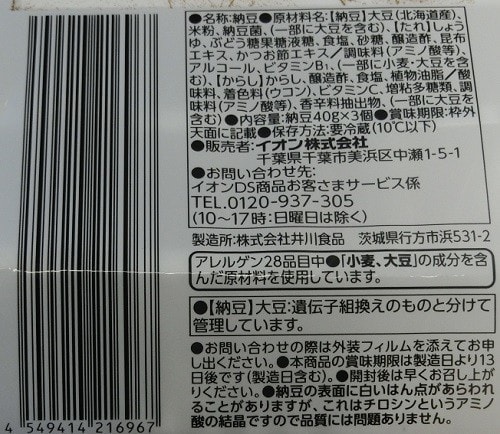 ●名称:納豆●原材料名:【納豆】大豆(北海道産)、
米粉、納豆菌、(一部に大豆を含む)、【たれ】しょう
ゆ、ぶどう糖果糖液糖、食塩、砂糖、醸造酢、昆布
エキス、かつお節エキス/調味料(アミノ酸等)、
アルコール、ビタミンB₁、(一部に小麦・大豆を含
む)、【からし】からし、醸造酢、食塩、植物油脂/酸
味料、着色料(ウコン)、ビタミンC、増粘多糖類、調
味料(アミノ酸等)、香辛料抽出物、(一部に大豆を
含む)●内容量:納豆40g×3個●賞味期限:枠外
天面に記載●保存方法:要冷蔵(10℃以下)
●販売者:イオン株式会社
千葉県千葉市美浜区中瀬1-5-1
●お問い合わせ先:
イオンDS商品お客さまサービス係
TEL.0120-937-305
(10~17時:日曜日は除く)
製造所:株式会社井川食品 茨城県行方市浜531-2
アレルゲン28品目中●「小麦、大豆」の成分を含
んだ原材料を使用しています。
●【納豆】大豆:遺伝子組換えのものと分けて
管理しています。
●お問い合わせの際は外装フィルムを添えてお申
し出ください。●本商品の賞味期限は製造日より13
日後です(製造日含む)。●開封後は早くお召し上が
りください。●納豆の表面に白いはん点があらわれ
ることがありますが、これはチロシンというアミノ
酸の結晶ですので品質には問題ありません。
4 549414 216967